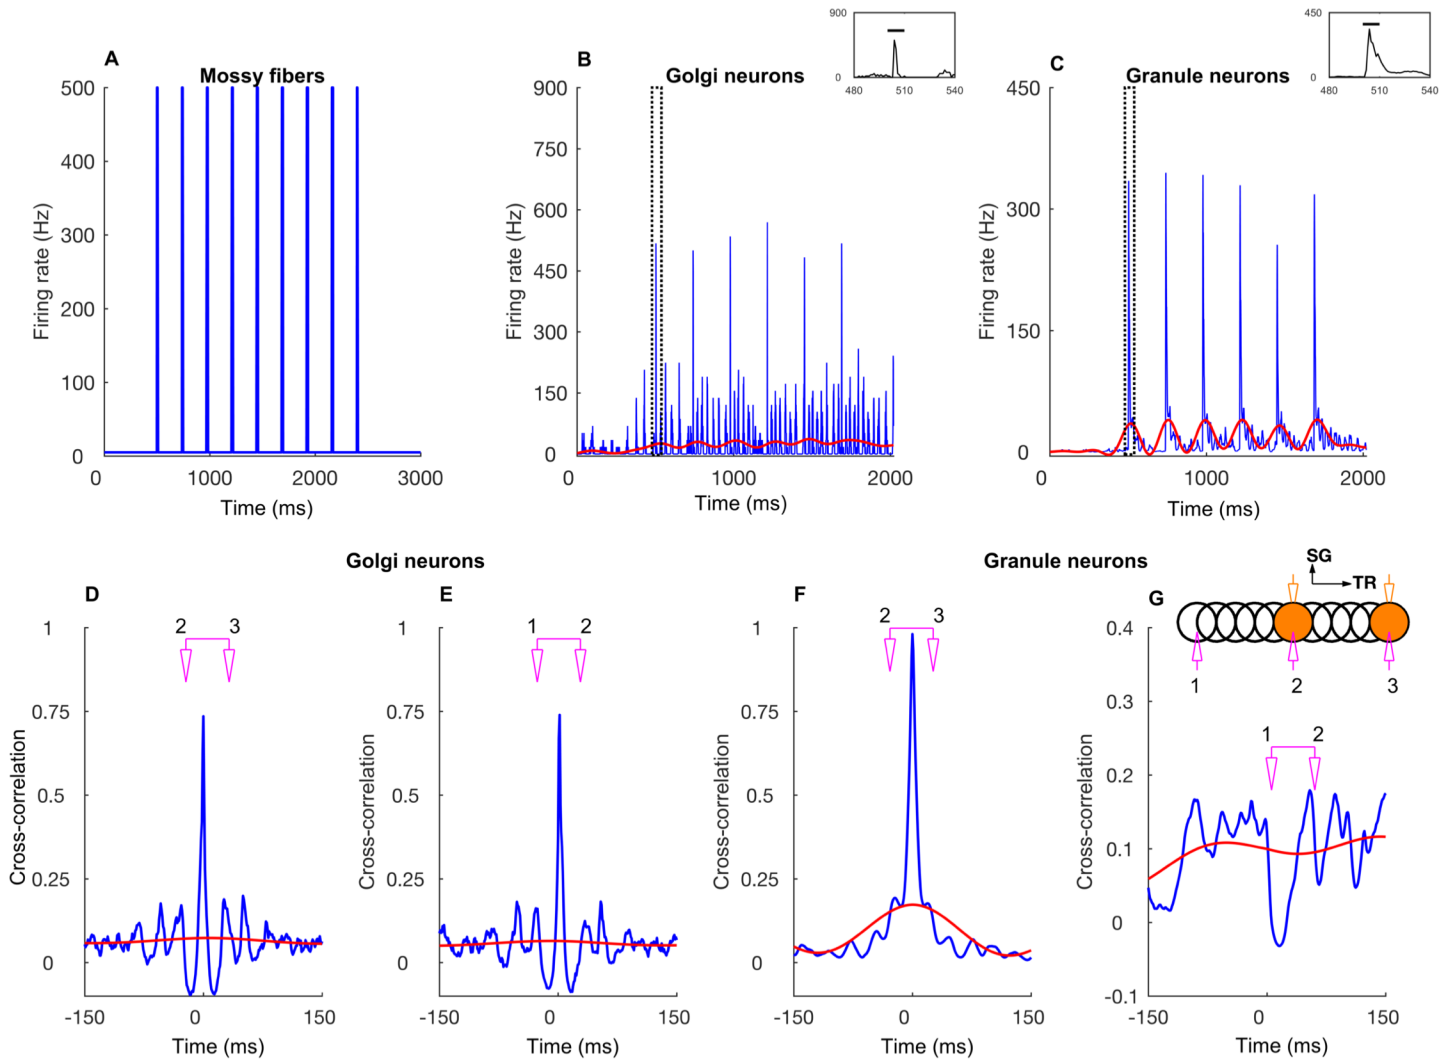 A
Mossy fibers
500
400
300
200
100
0
Firing rate (Hz)
0
1000
2000
3000
Time (ms)
B
Golgi neurons
900
0
480
510
540
900
750
600
450
300
150
0
Firing rate (Hz)
0
1000
2000
Time (ms)
C
Granule neurons
450
0
480
510
540
450
300
150
0
Firing rate (Hz)
0
1000
2000
Time (ms)
Golgi neurons
Granule neurons
D
2 3
1
0.75
0.5
0.25
0
Cross-correlation
-150
0
150
Time (ms)
E
1 2
1
0.75
0.5
0.25
0
Cross-correlation
-150
0
150
Time (ms)
F
2 3
1
0.75
0.5
0.25
0
Cross-correlation
-150
0
150
Time (ms)
G
SG
TR
1 2 3
1 2
0.4
0.3
0.2
0.1
0
-0.1
Cross-correlation
-150
0
150
Time (ms)